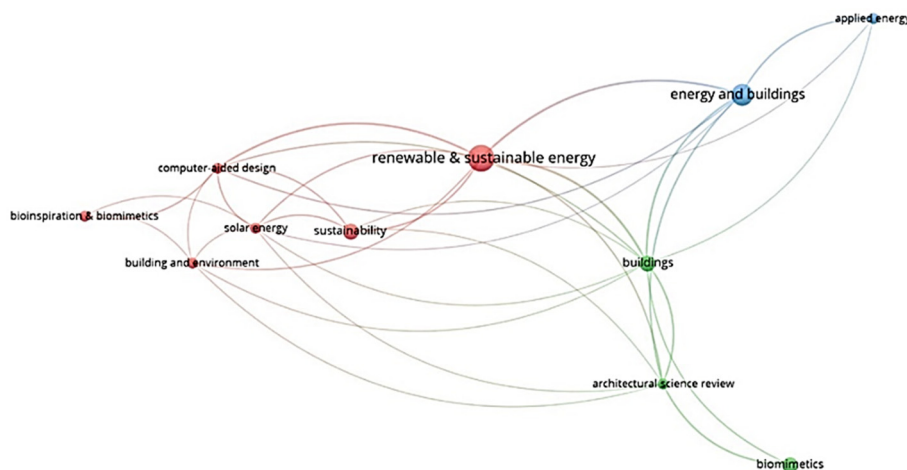 applied energy
energy and buildings
renewable & sustainable energy
computer-aided design
bioinspiration & biomimetics
solar energy
sustainability
building and environment
buildings
architectural science review
biomimetics